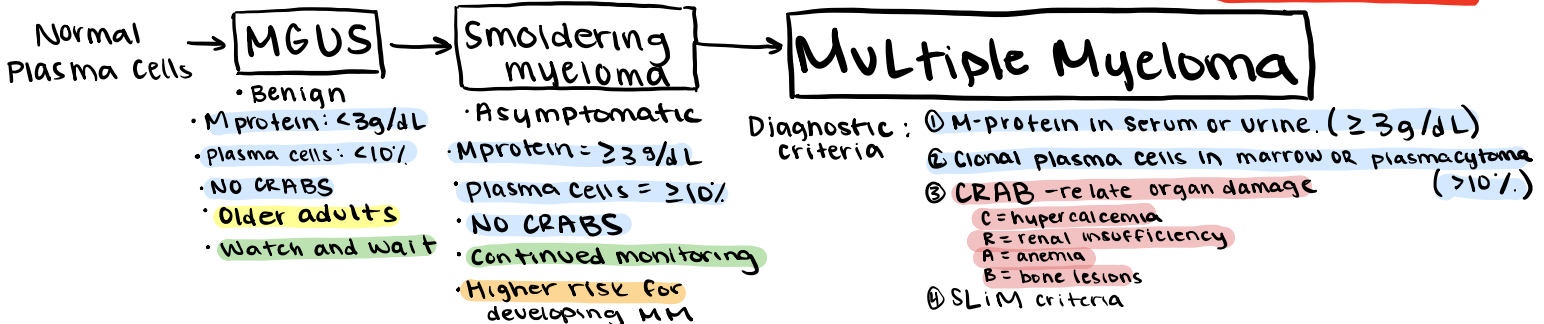 Normal
Plasma Cells
MGUS
• Benign
• M protein: <3g/dL
• Plasma cells: <10%
• NO CRABS
• Older adults
• Watch and wait
Smoldering
myeloma
• Asymptomatic
• Mprotein = ≥3g/dL
• Plasma cells = ≥10%
• NO CRABS
• Continued monitoring
• Higher risk for
developing MM
Multiple Myeloma
Diagnostic:
criteria
① M-protein in serum or urine. (≥3g/dL)
② Clonal plasma cells in marrow OR plasmacytoma
(>10%)
③ CRAB -relate organ damage
C = hypercalcemia
R = renal insufficiency
A = anemia
B = bone lesions
④ SLiM criteria